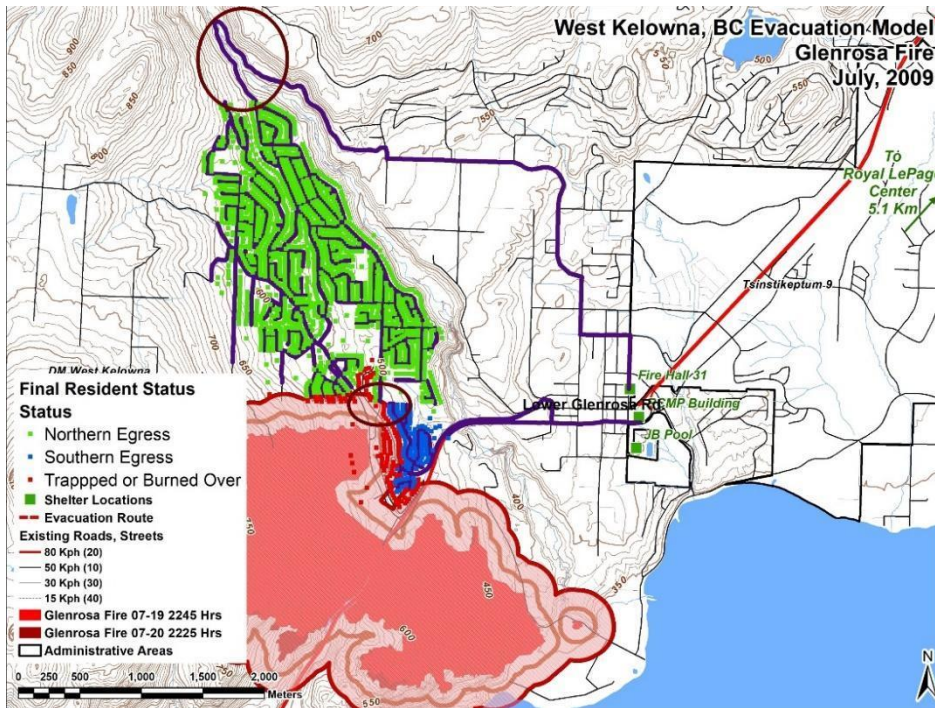 West Kelowna, BC Evacuation Model
Glenrosa Fire
July, 2009
700
900
850
850
800
550
500
650
To
Royal LePage
Center
5.1 Km
Tsinstikeptum 9
600
700
650
500
DM West Kelowna
Fire Hall 31
Lower Glenrosa Rd.
RCMP Building
JB Pool
400
350
750
450
600
550
Final Resident Status
Status
Northern Egress
Southern Egress
Trappped or Burned Over
Shelter Locations
Evacuation Route
Existing Roads, Streets
80 Kph (20)
50 Kph (10)
30 Kph (30)
15 Kph (40)
Glenrosa Fire 07-19 2245 Hrs
Glenrosa Fire 07-20 2225 Hrs
Administrative Areas
0 250 500 1,000 1,500 2,000
Meters
N